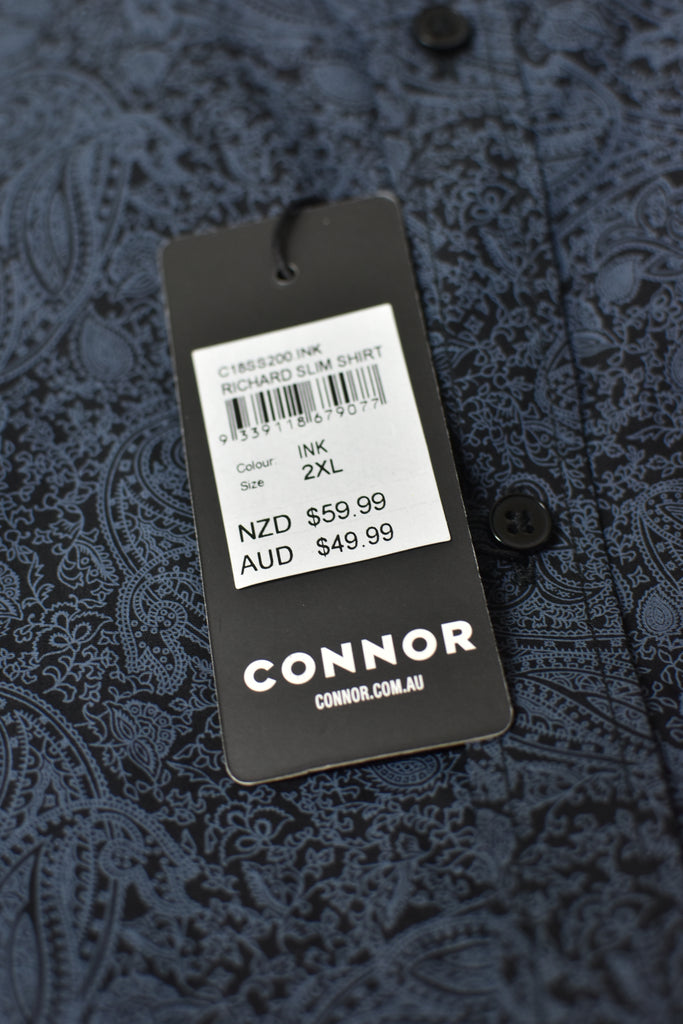 C18SS200.INK
RICHARD SLIM SHIRT
9 339118 679077
Colour INK
Size 2XL
NZD $59.99
AUD $49.99
CONNOR
CONNOR.COM.AU